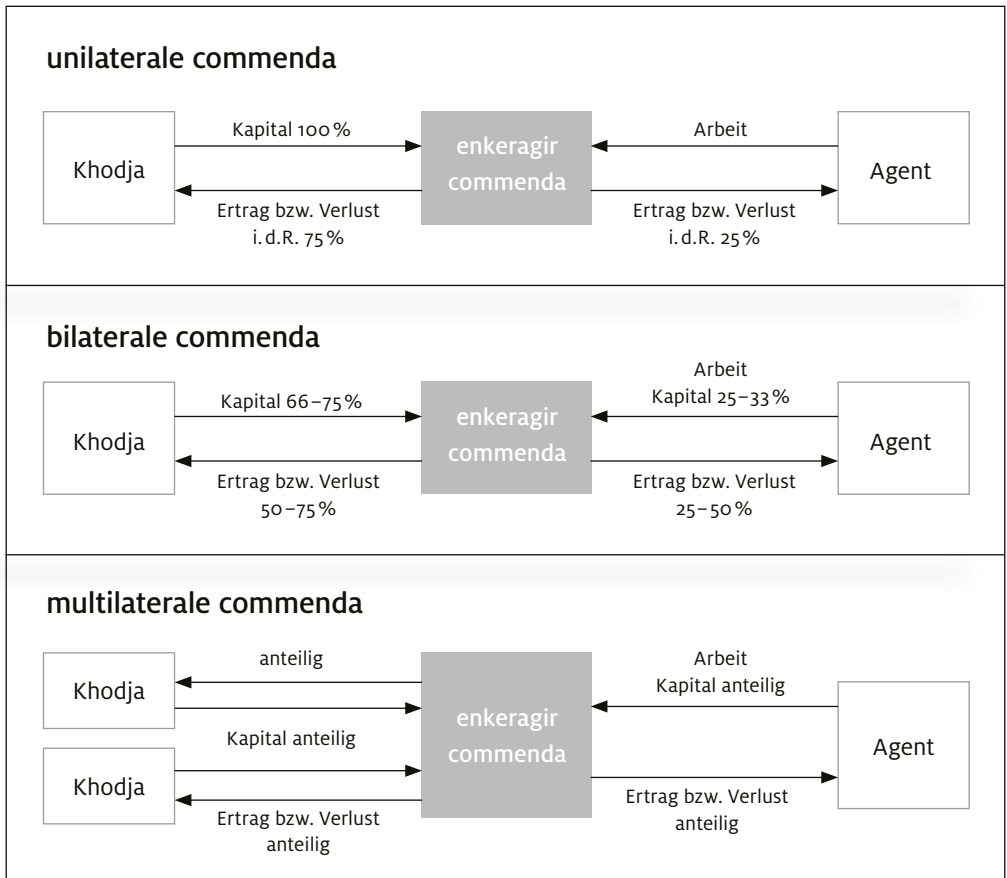 unilaterale commenda
Khodja
Kapital 100 %
Ertrag bzw. Verlust
i. d. R. 75 %
enkeragir
commenda
Arbeit
Ertrag bzw. Verlust
i. d. R. 25 %
Agent
bilaterale commenda
Khodja
Kapital 66–75 %
Ertrag bzw. Verlust
50–75 %
enkeragir
commenda
Arbeit
Kapital 25–33 %
Ertrag bzw. Verlust
25–50 %
Agent
multilaterale commenda
Khodja
Khodja
anteilig
Kapital anteilig
Ertrag bzw. Verlust
anteilig
enkeragir
commenda
Arbeit
Kapital anteilig
Ertrag bzw. Verlust
anteilig
Agent